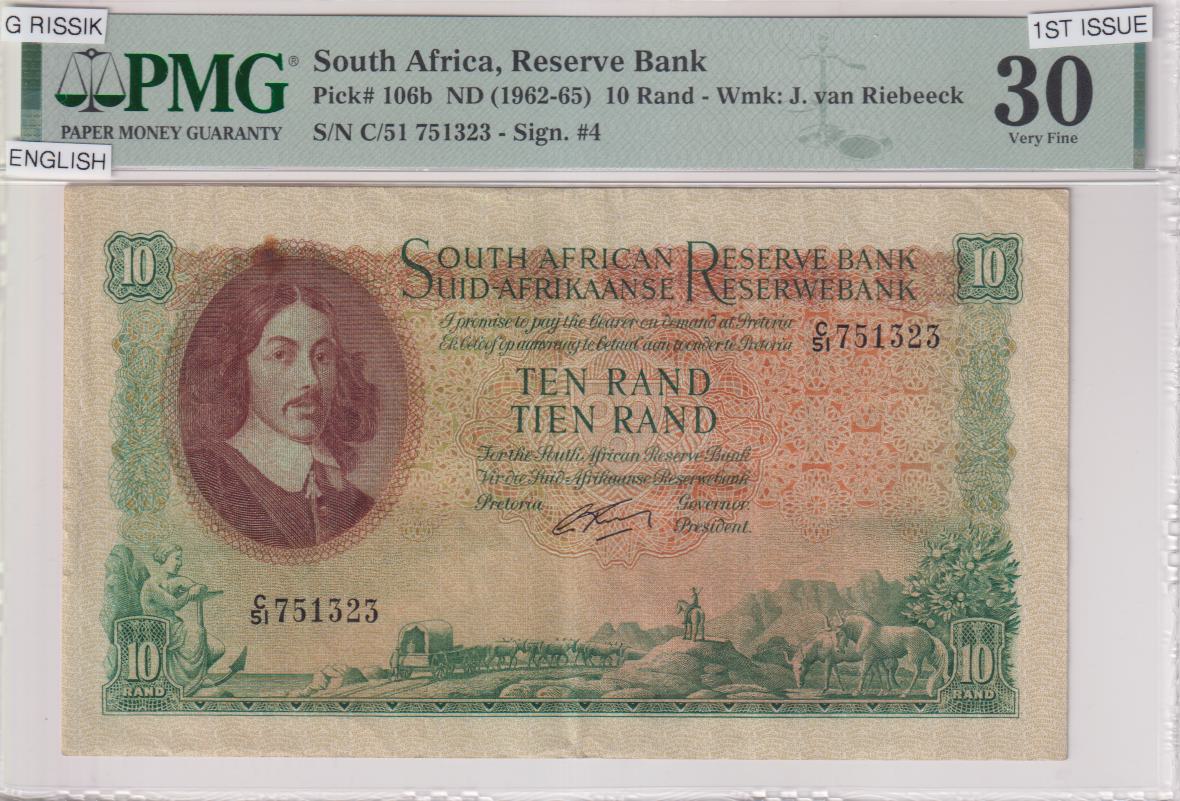 G RISSIK
1ST ISSUE
PMG®
PAPER MONEY GUARANTY
ENGLISH
South Africa, Reserve Bank
Pick# 106b ND (1962-65) 10 Rand - Wmk: J. van Riebeeck
S/N C/51 751323 - Sign. #4
30
Very Fine
10
SOUTH AFRICAN RESERVE BANK
SUID-AFRIKAANSE RESERWEBANK
10
I promise to pay the bearer on demand at Pretoria
Ek beloof op aanvraag te betaal aan toonder te Pretoria
C/51 751323
TEN RAND
TIEN RAND
For the South African Reserve Bank
Vir die Suid-Afrikaanse Reserwebank
Pretoria
Governor.
President.
C/51 751323
10
RAND
10
RAND